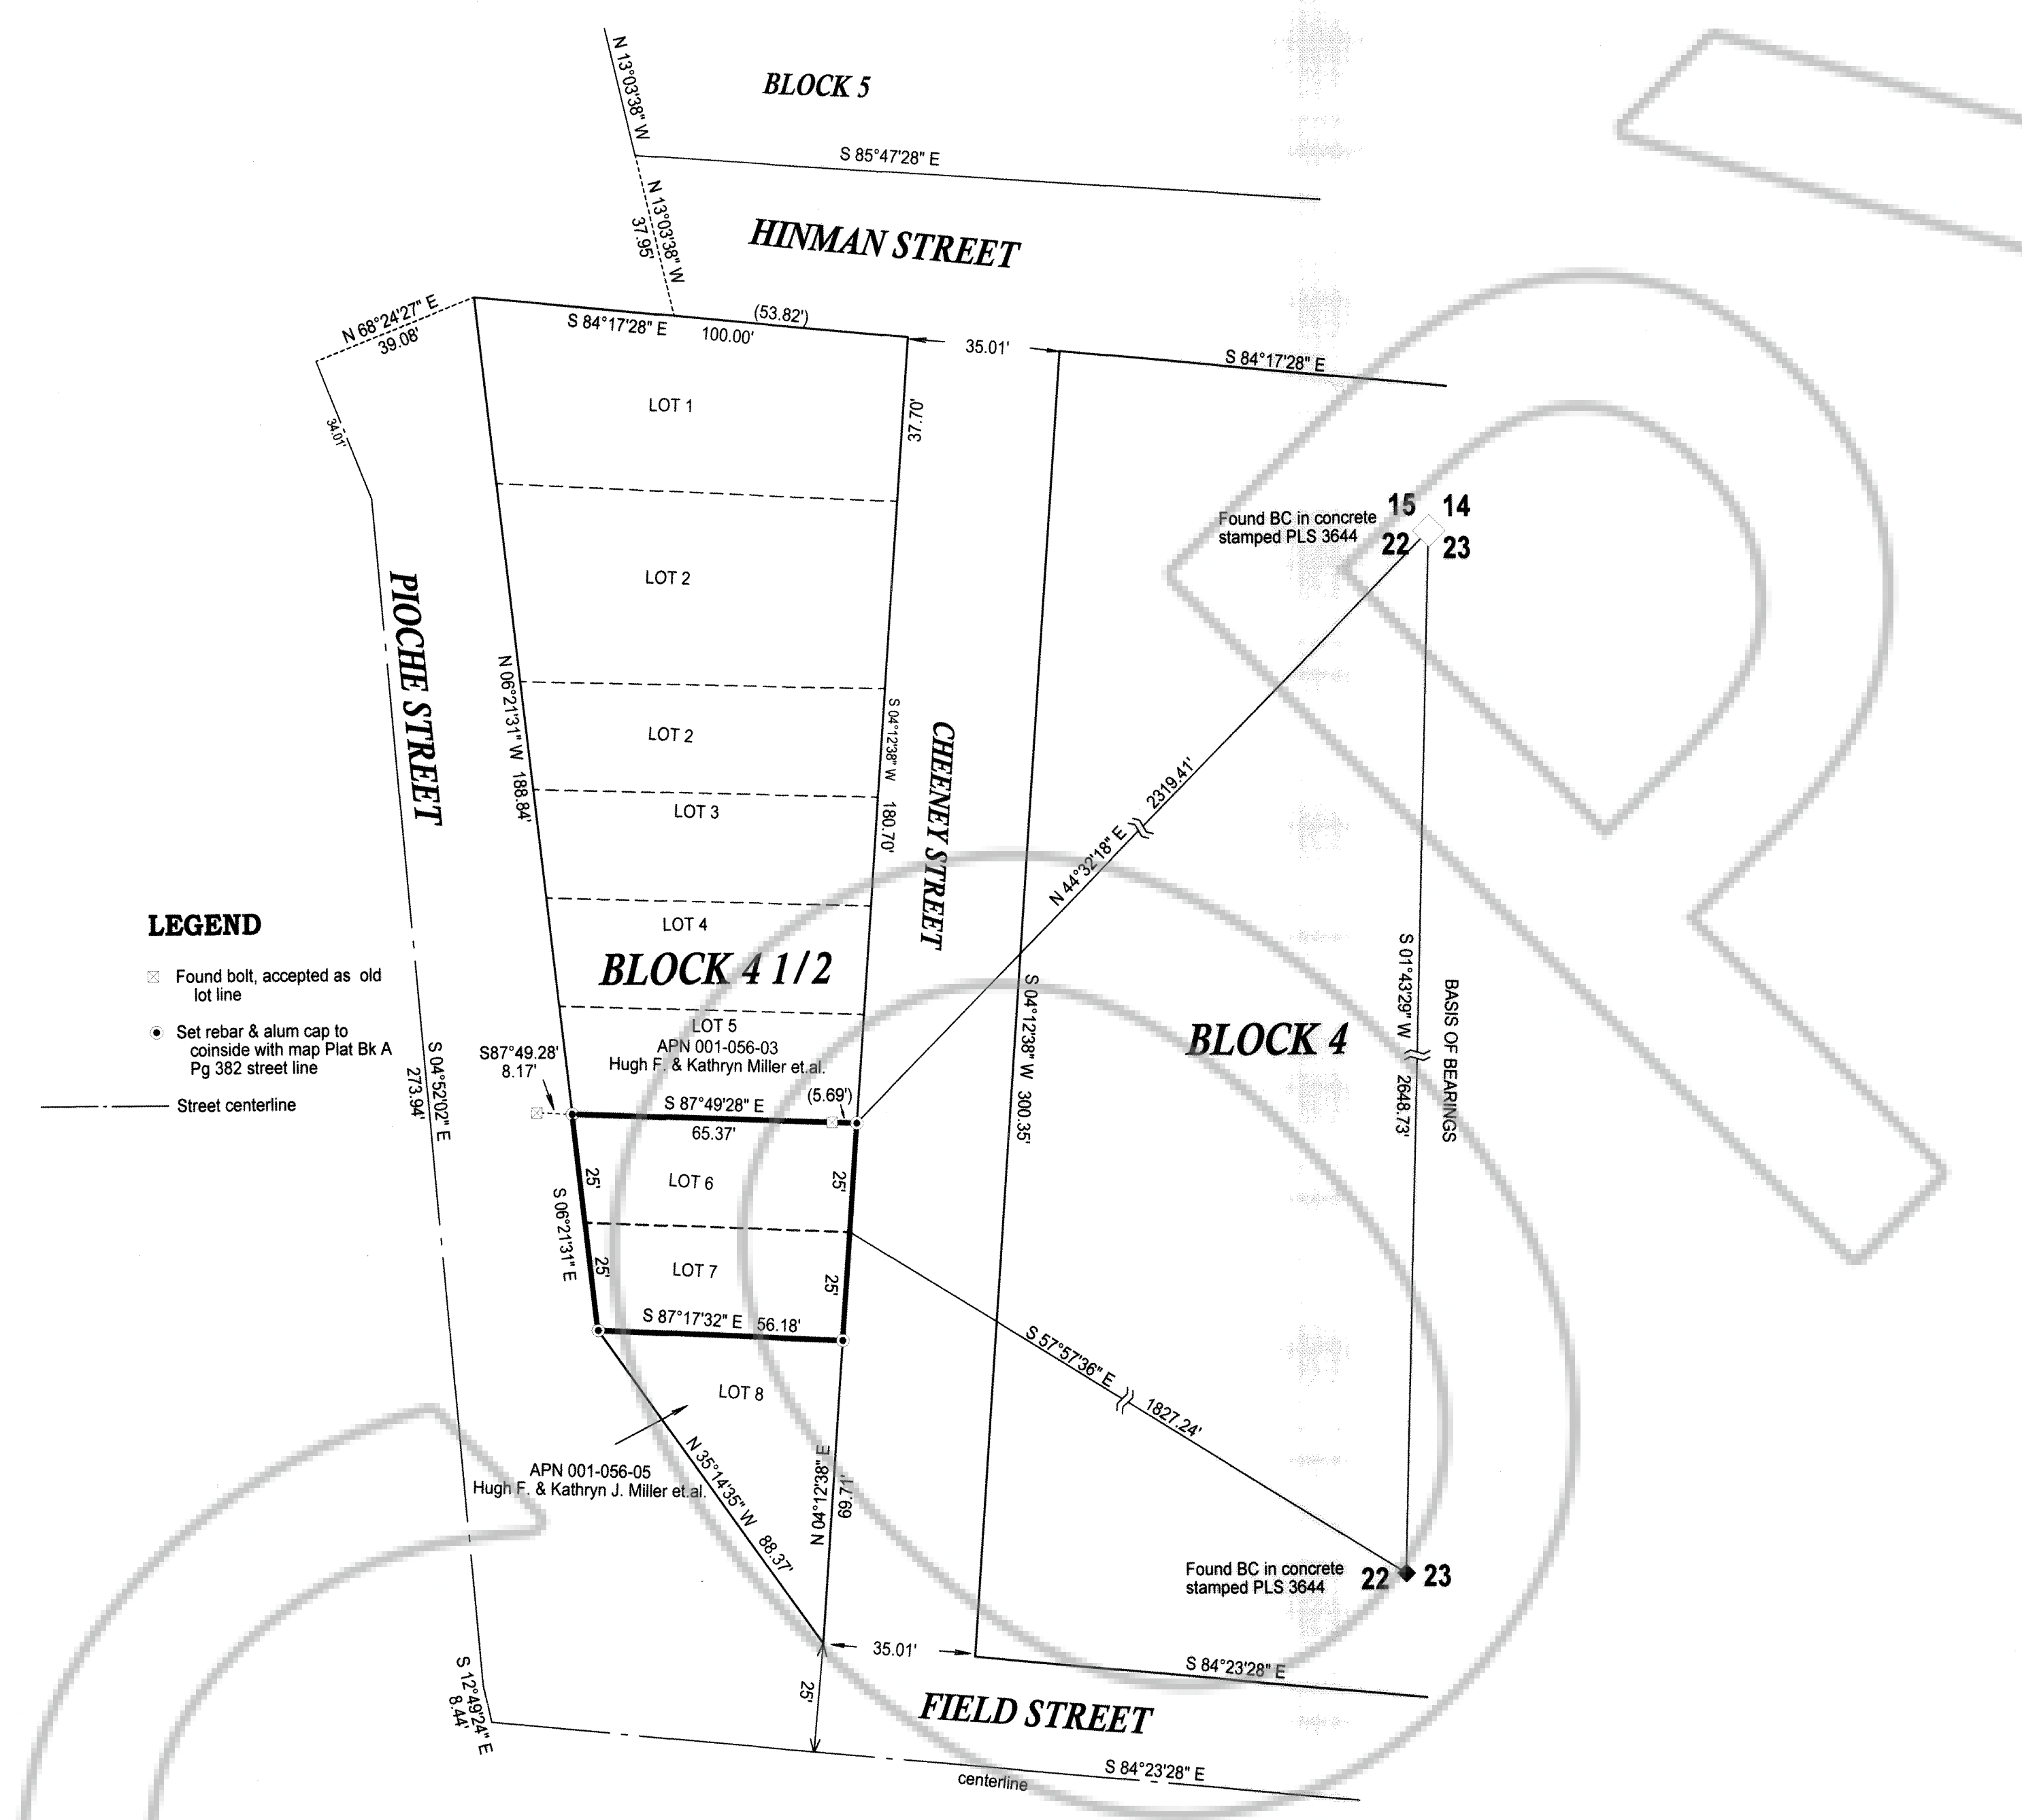 N 13°03'38" W
BLOCK 5
S 85°47'28" E
N 13°03'38" W
37.95'
HINMAN STREET
N 68°24'27" E
39.08'
(53.82')
S 84°17'28" E
100.00'
35.01'
S 84°17'28" E
34.01'
LOT 1
37.70'
Found BC in concrete
stamped PLS 3644
15
14
22
23
LOT 2
PIOCHE STREET
N 06°21'31" W 188.84'
LOT 2
S 04°12'38" W 180.70'
CHEENEY STREET
2319.41'
N 44°32'18" E
LOT 3
LOT 4
BLOCK 4 1/2
LEGEND
Found bolt, accepted as old
lot line
Set rebar & alum cap to
coinside with map Plat Bk A
Pg 382 street line
Street centerline
S 04°52'02" E
273.94'
S87°49.28'
8.17'
LOT 5
APN 001-056-03
Hugh F. & Kathryn Miller et.al.
(5.69')
S 87°49'28" E
65.37'
S 04°12'38" W 300.35'
BLOCK 4
S 01°43'29" W 2648.73'
BASIS OF BEARINGS
25'
LOT 6
25'
S 06°21'31" E
25'
LOT 7
25'
S 87°17'32" E 56.18'
S 57°57'36" E 1827.24'
LOT 8
APN 001-056-05
Hugh F. & Kathryn J. Miller et.al.
N 35°14'35" W 88.37'
N 04°12'38" E
69.71'
Found BC in concrete
stamped PLS 3644
22
23
35.01'
S 84°23'28" E
25'
S 12°49'24" E
8.44'
FIELD STREET
S 84°23'28" E
centerline